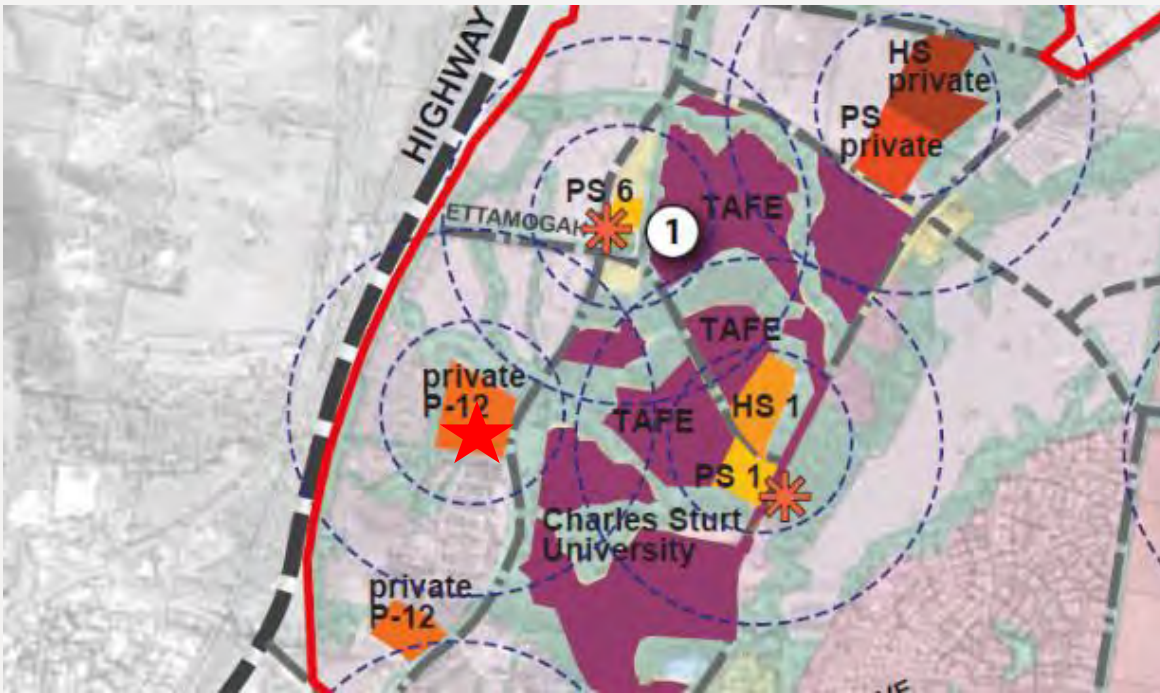 HIGHWAY
HS
private
PS
private
PS 6
ETTAMOGAH
1
TAFE
TAFE
private
P-12
TAFE
HS 1
PS 1
Charles Sturt
University
private
P-12